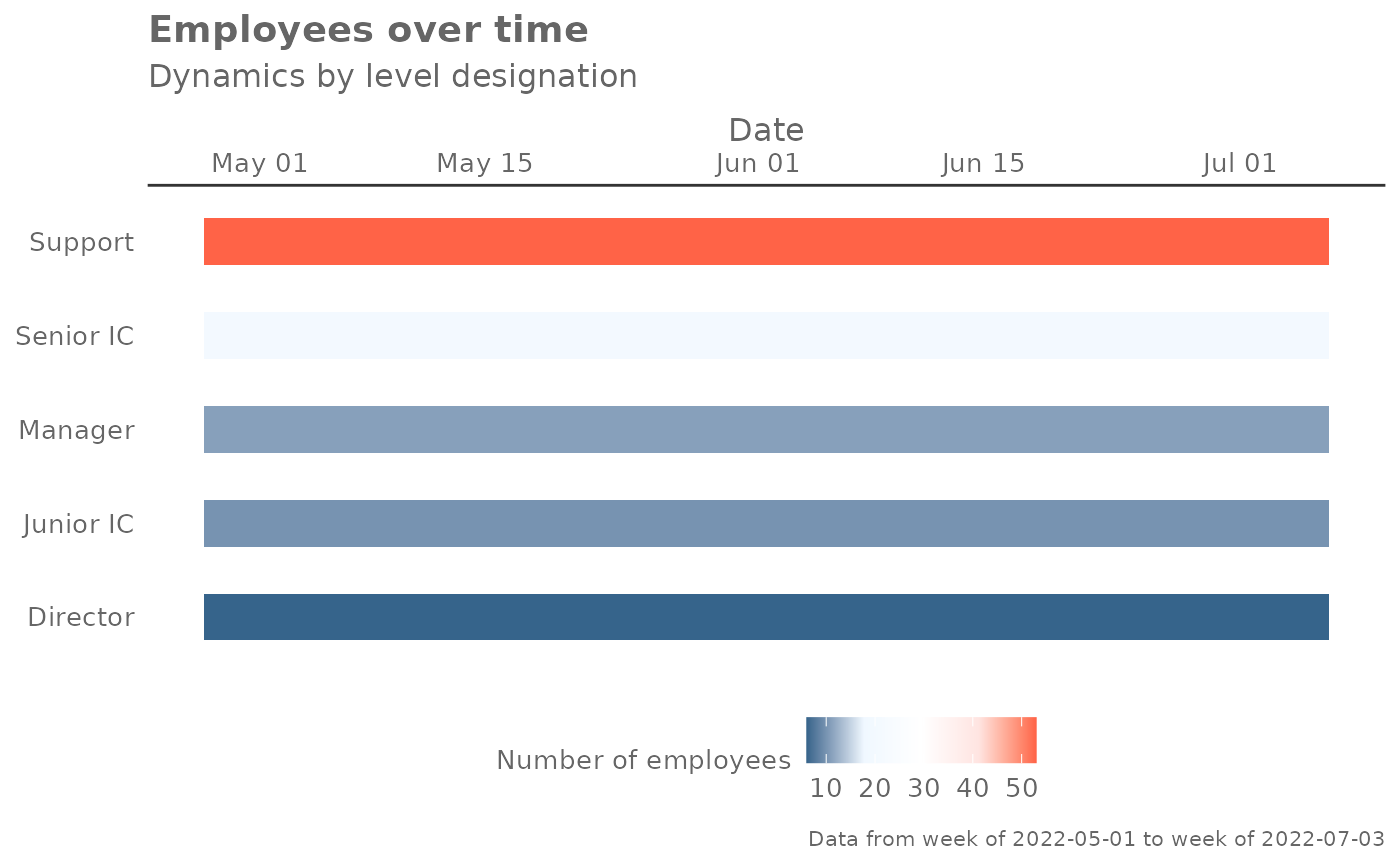 Employees over time
Dynamics by level designation
Date
May 01 May 15 Jun 01 Jun 15 Jul 01
Support
Senior IC
Manager
Junior IC
Director
Number of employees
10 20 30 40 50
Data from week of 2022-05-01 to week of 2022-07-03